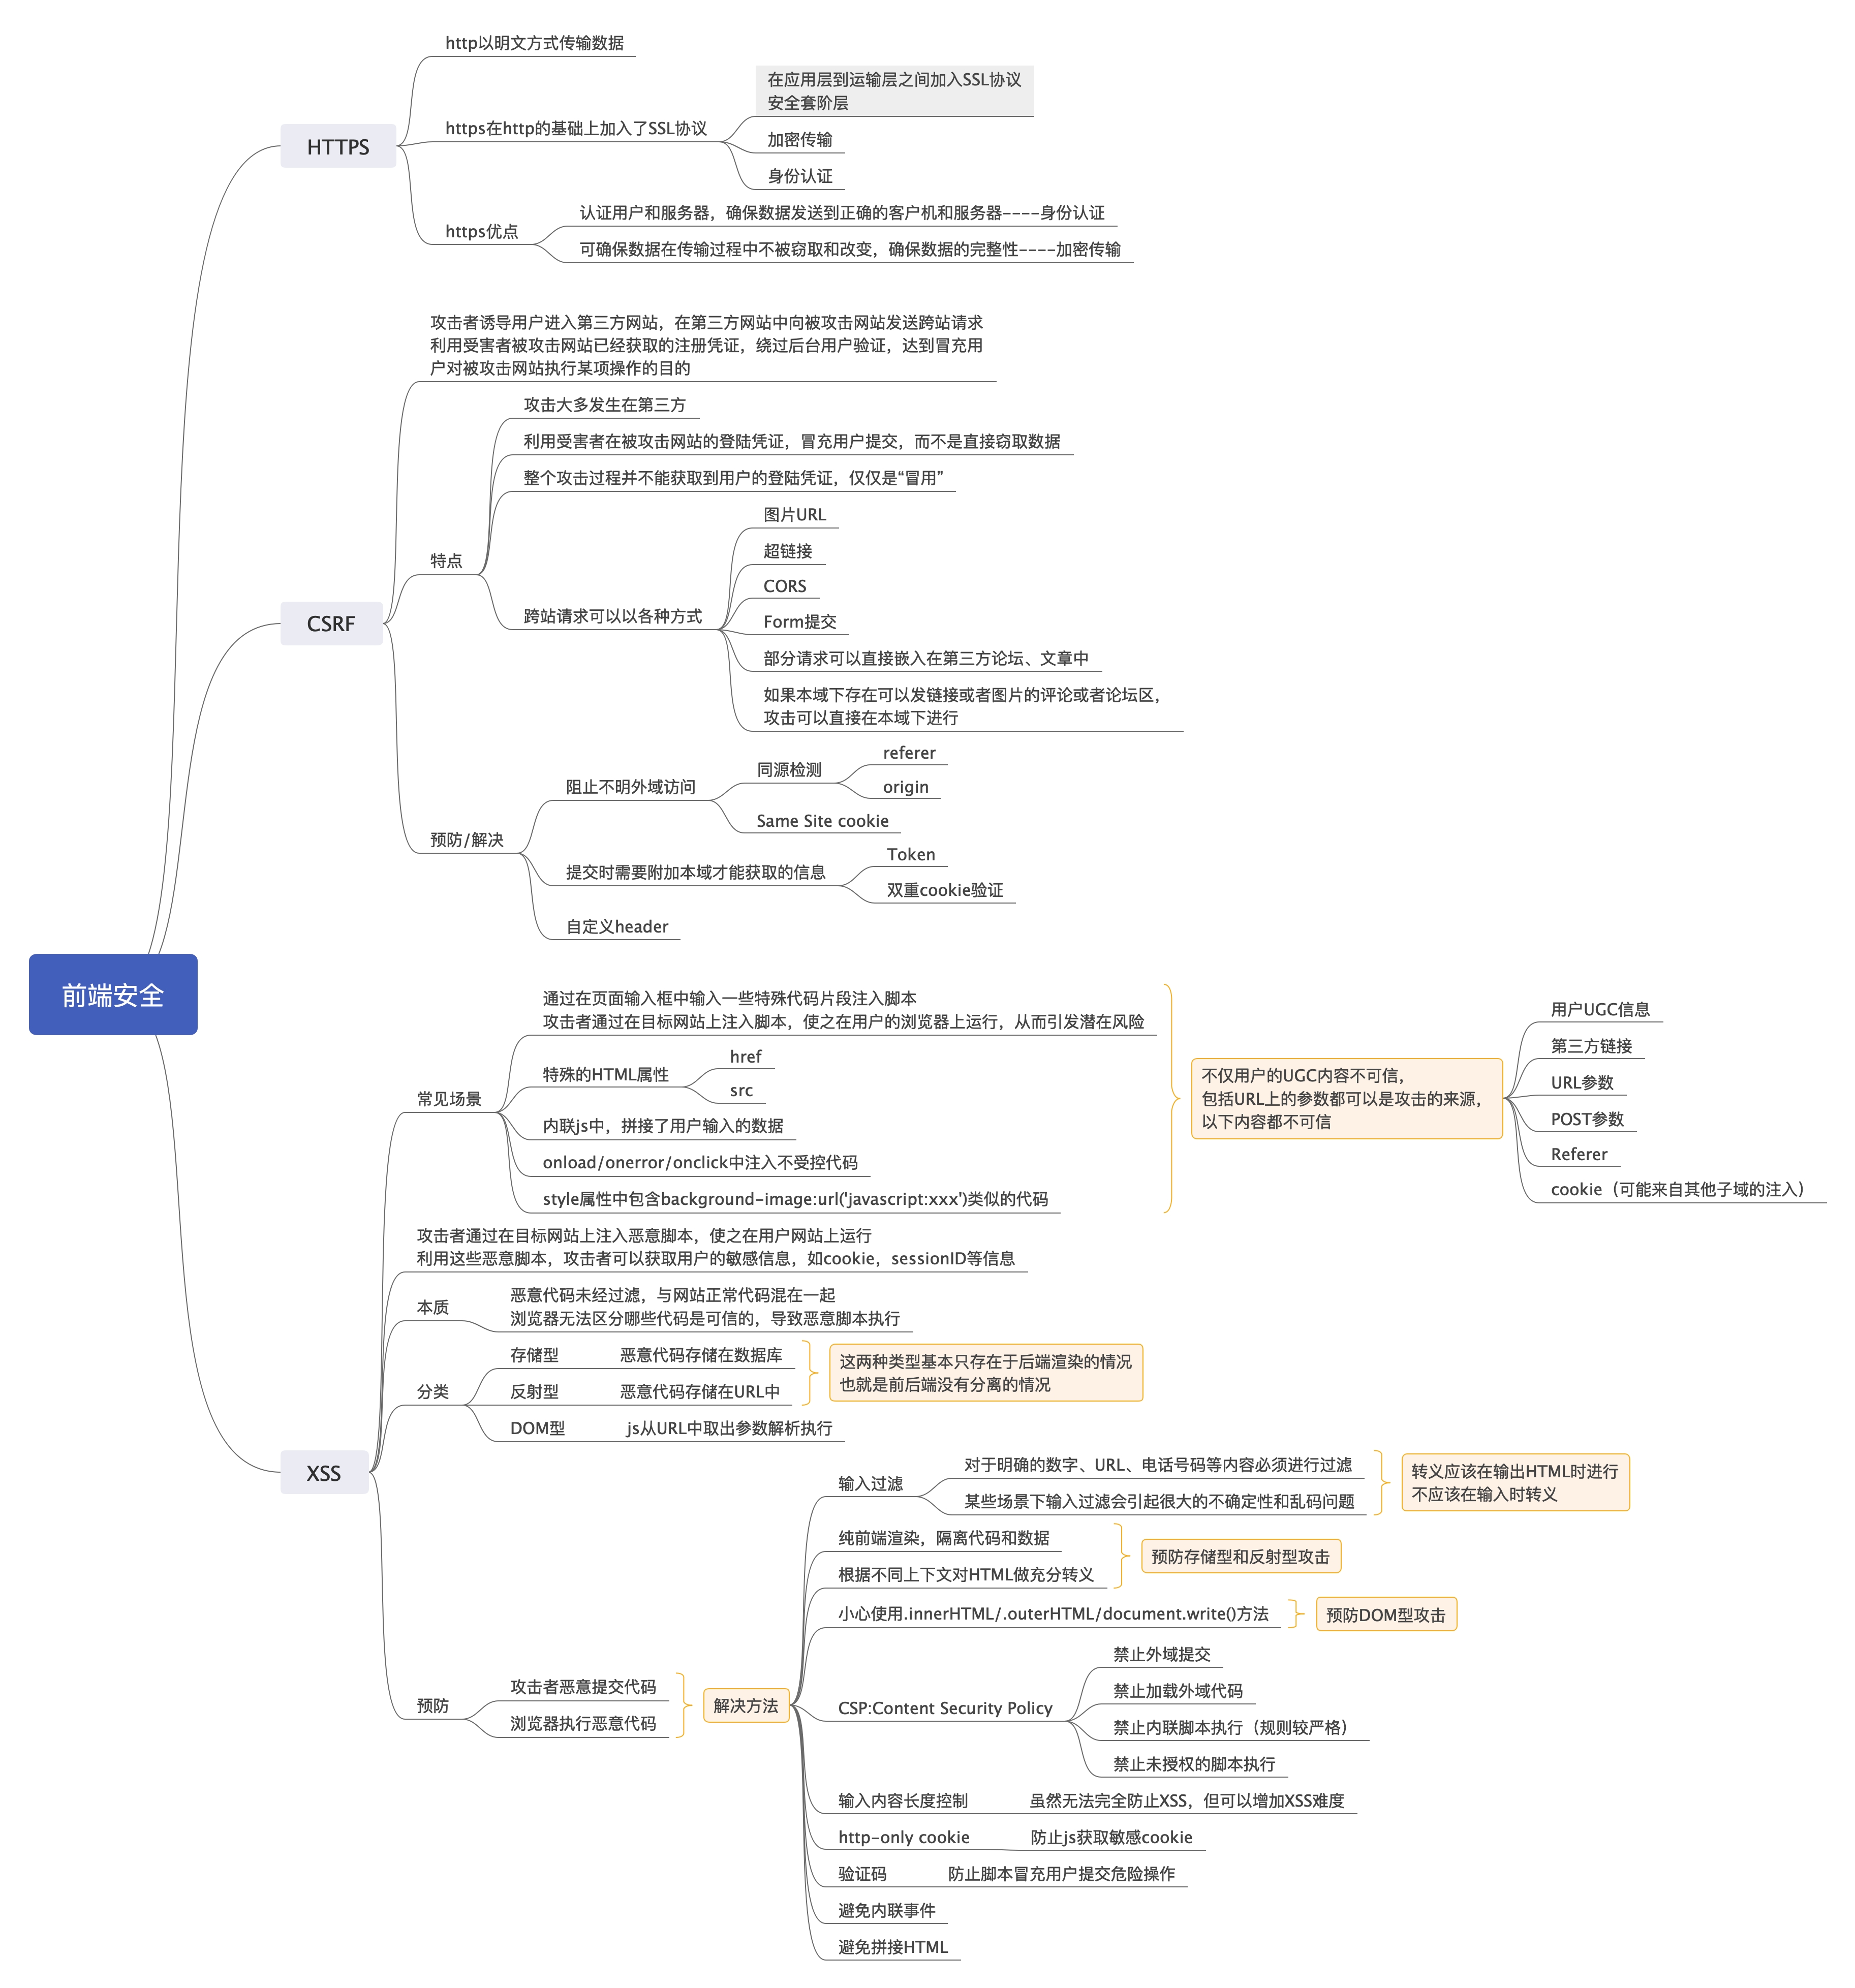 前端安全
HTTPS
http以明文方式传输数据
https在http的基础上加入了SSL协议
在应用层到运输层之间加入SSL协议
安全套阶层
加密传输
身份认证
https优点
认证用户和服务器，确保数据发送到正确的客户机和服务器----身份认证
可确保数据在传输过程中不被窃取和改变，确保数据的完整性----加密传输
CSRF
攻击者诱导用户进入第三方网站，在第三方网站中向被攻击网站发送跨站请求
利用受害者被攻击网站已经获取的注册凭证，绕过后台用户验证，达到冒充用
户对被攻击网站执行某项操作的目的
特点
攻击大多发生在第三方
利用受害者在被攻击网站的登陆凭证，冒充用户提交，而不是直接窃取数据
整个攻击过程并不能获取到用户的登陆凭证，仅仅是“冒用”
跨站请求可以以各种方式
图片URL
超链接
CORS
Form提交
部分请求可以直接嵌入在第三方论坛、文章中
如果本域下存在可以发链接或者图片的评论或者论坛区，
攻击可以直接在本域下进行
预防/解决
阻止不明外域访问
同源检测
referer
origin
Same Site cookie
提交时需要附加本域才能获取的信息
Token
双重cookie验证
自定义header
XSS
常见场景
通过在页面输入框中输入一些特殊代码片段注入脚本
攻击者通过在目标网站上注入脚本，使之在用户的浏览器上运行，从而引发潜在风险
特殊的HTML属性
href
src
内联js中，拼接了用户输入的数据
onload/onerror/onclick中注入不受控代码
style属性中包含background-image:url('javascript:xxx')类似的代码
不仅用户的UGC内容不可信，
包括URL上的参数都可以是攻击的来源，
以下内容都不可信
用户UGC信息
第三方链接
URL参数
POST参数
Referer
cookie（可能来自其他子域的注入）
攻击者通过在目标网站上注入恶意脚本，使之在用户网站上运行
利用这些恶意脚本，攻击者可以获取用户的敏感信息，如cookie，sessionID等信息
本质
恶意代码未经过滤，与网站正常代码混在一起
浏览器无法区分哪些代码是可信的，导致恶意脚本执行
分类
存储型
恶意代码存储在数据库
反射型
恶意代码存储在URL中
这两种类型基本只存在于后端渲染的情况
也就是前后端没有分离的情况
DOM型
js从URL中取出参数解析执行
预防
攻击者恶意提交代码
浏览器执行恶意代码
解决方法
输入过滤
对于明确的数字、URL、电话号码等内容必须进行过滤
某些场景下输入过滤会引起很大的不确定性和乱码问题
转义应该在输出HTML时进行
不应该在输入时转义
纯前端渲染，隔离代码和数据
根据不同上下文对HTML做充分转义
预防存储型和反射型攻击
小心使用.innerHTML/.outerHTML/document.write()方法
预防DOM型攻击
CSP:Content Security Policy
禁止外域提交
禁止加载外域代码
禁止内联脚本执行（规则较严格）
禁止未授权的脚本执行
输入内容长度控制
虽然无法完全防止XSS，但可以增加XSS难度
http-only cookie
防止js获取敏感cookie
验证码
防止脚本冒充用户提交危险操作
避免内联事件
避免拼接HTML